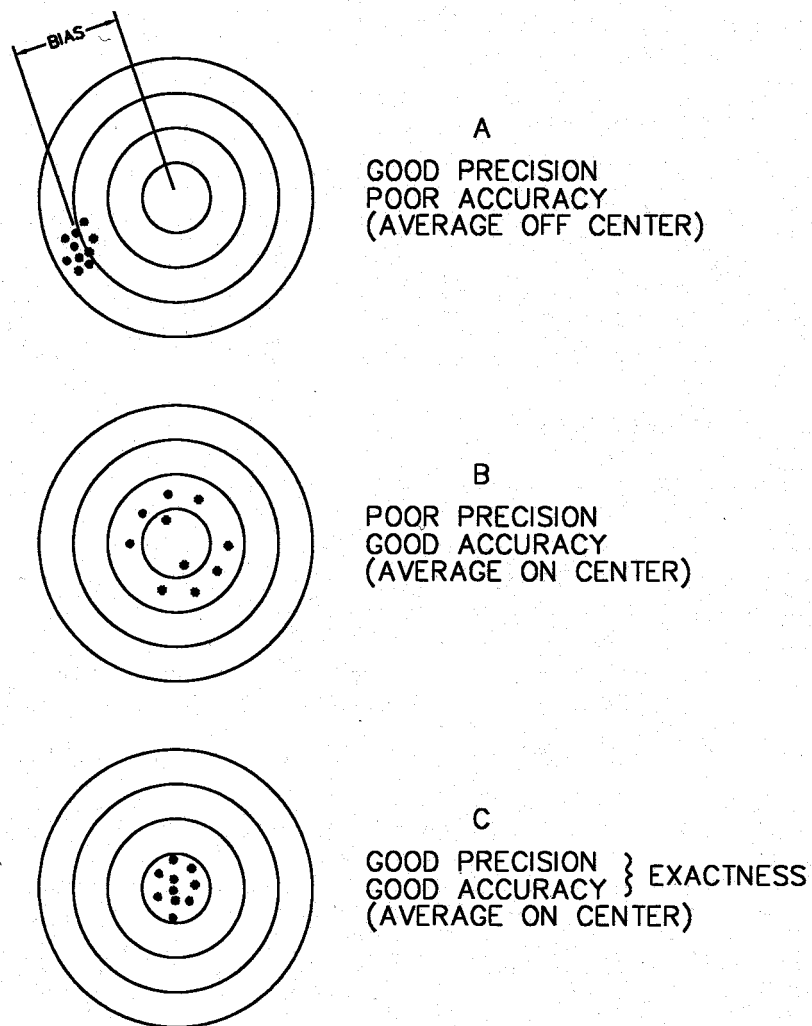 BIAS
A
GOOD PRECISION
POOR ACCURACY
(AVERAGE OFF CENTER)
B
POOR PRECISION
GOOD ACCURACY
(AVERAGE ON CENTER)
C
GOOD PRECISION
GOOD ACCURACY } EXACTNESS
(AVERAGE ON CENTER)